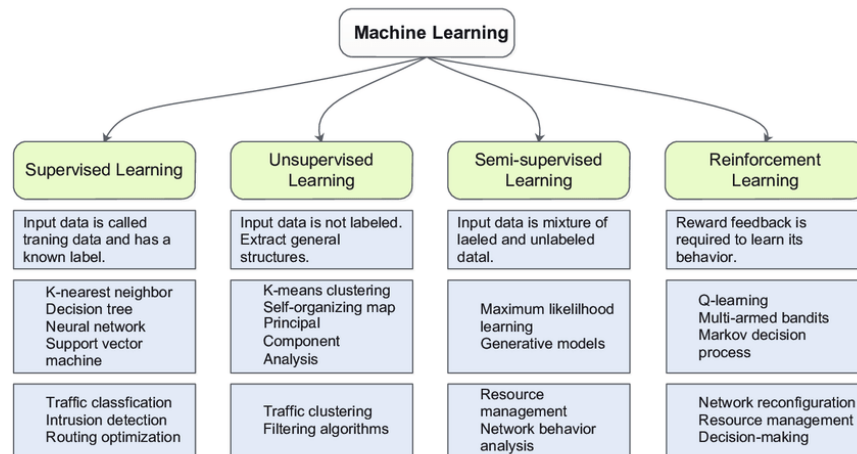 Machine Learning
Supervised Learning
Unsupervised
Learning
Semi-supervised
Learning
Reinforcement
Learning
Input data is called
traning data and has a
known label.
Input data is not labeled.
Extract general
structures.
Input data is mixture of
laeled and unlabeled
datal.
Reward feedback is
required to learn its
behavior.
K-nearest neighbor
Decision tree
Neural network
Support vector
machine
K-means clustering
Self-organizing map
Principal
Component
Analysis
Maximum likelilhood
learning
Generative models
Q-learning
Multi-armed bandits
Markov decision
process
Traffic classfication
Intrusion detection
Routing optimization
Traffic clustering
Filtering algorithms
Resource
management
Network behavior
analysis
Network reconfiguration
Resource management
Decision-making